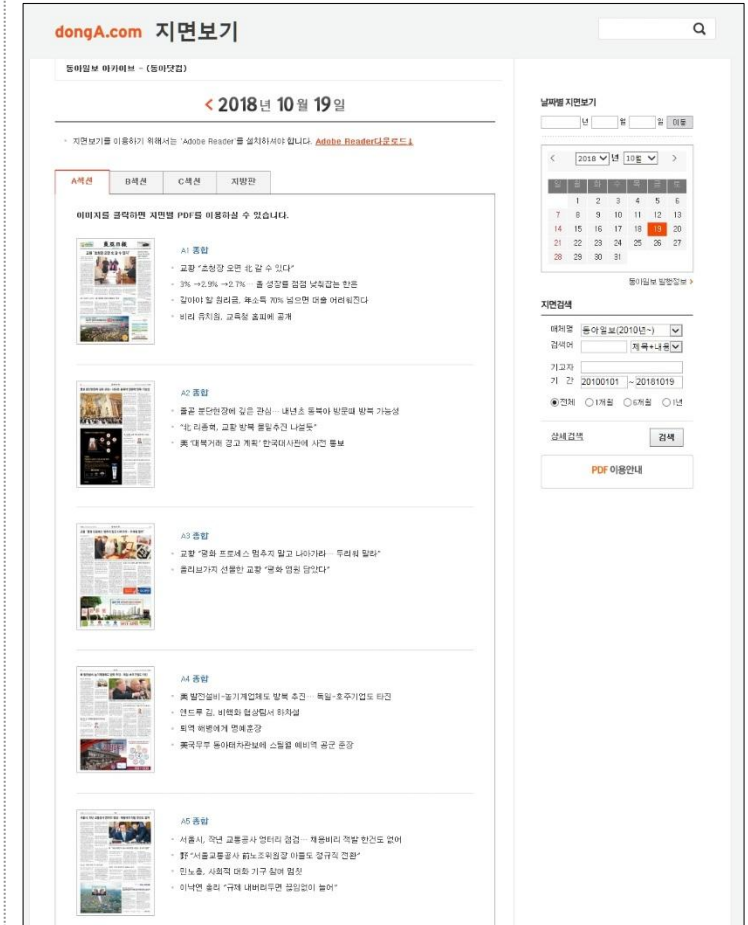 dongA.com 지면보기
동아일보 아카이브 - (동아닷컴)
< 2018년 10월 19일
지면보기를 이용하기 위해서는 'Adobe Reader'를 설치하셔야 합니다. Adobe Reader다운로드↓
A섹션 B섹션 C섹션 지방판
이미지를 클릭하면 지면별 PDF를 이용하실 수 있습니다.
A1 종합
교황 "초청장 오면 北 갈 수 있다"
3% →2.9% →2.7%… 올 성장률 점점 낮춰잡는 한은
갚아야 할 원리금, 年소득 70% 넘으면 대출 어려워진다
비리 유치원, 교육청 홈피에 공개
A2 종합
줄곧 분단현장에 깊은 관심… 내년초 동북아 방문때 방북 가능성
"北 리종혁, 교황 방북 물밑추진 나설듯"
美 '대북거래 경고 계획' 한국대사관에 사전 통보
A3 종합
교황 "평화 프로세스 멈추지 말고 나아가라… 두려워 말라"
올리브가지 선물한 교황 "평화 염원 담았다"
A4 종합
美 발전설비-농기계업체도 방북 추진… 독일-호주기업도 타진
앤드루 김, 비핵화 협상팀서 하차설
퇴역 해병에게 명예훈장
美국무부 동아태차관보에 스틸웰 예비역 공군 준장
A5 종합
서울시, 작년 교통공사 엉터리 점검… 채용비리 적발 한건도 없어
野 "서울교통공사 前노조위원장 아들도 정규직 전환"
민노총, 사회적 대화 기구 참여 멈칫
이낙연 총리 "규제 내버려두면 끊임없이 늘어"
날짜별 지면보기
년 월 일 이동
< 2018 년 10월 >
일 월 화 수 목 금 토
1 2 3 4 5 6
7 8 9 10 11 12 13
14 15 16 17 18 19 20
21 22 23 24 25 26 27
28 29 30 31
동아일보 발행정보 >
지면검색
매체명 동아일보(2010년~)
검색어 제목+내용
기고자
기 간 20100101 ~ 20181019
전체 1개월 6개월 1년
상세검색 검색
PDF 이용안내